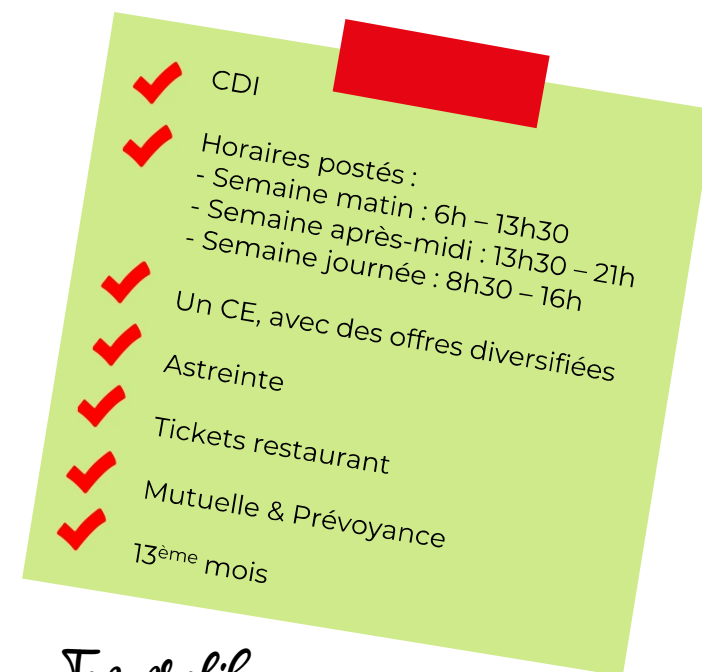 CDI
Horaires postés :
- Semaine matin : 6h – 13h30
- Semaine après-midi : 13h30 – 21h
- Semaine journée : 8h30 – 16h
Un CE, avec des offres diversifiées
Astreinte
Tickets restaurant
Mutuelle & Prévoyance
13ème mois